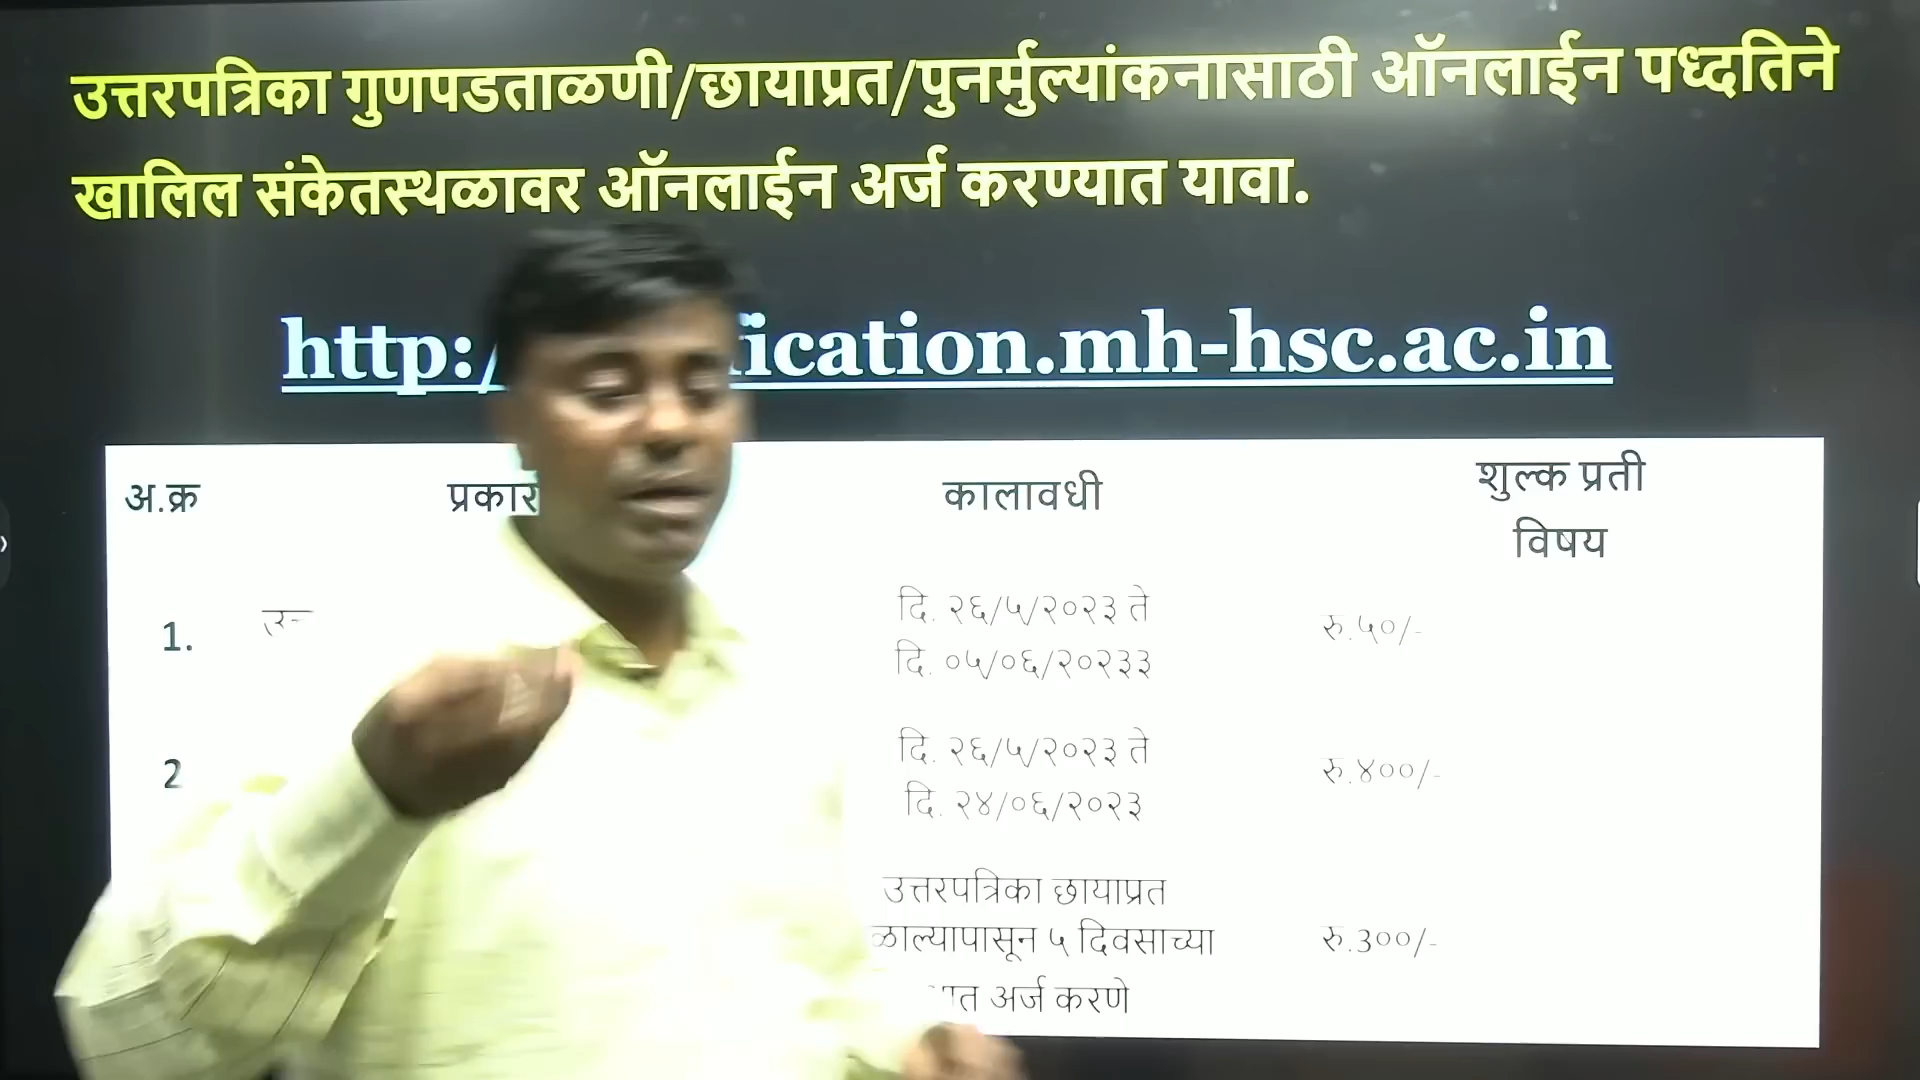 उत्तरपत्रिका गुणपडताळणी/छायाप्रत/पुनर्मुल्यांकनासाठी ऑनलाईन पध्दतिने
खालिल संकेतस्थळावर ऑनलाईन अर्ज करण्यात यावा.
http:/ ication.mh-hsc.ac.in
अ.क्र प्रकार कालावधी शुल्क प्रती
विषय
1. दि. २६/५/२०२३ ते रु.५०/-
दि. ०५/०६/२०२३३
2 दि. २६/५/२०२३ ते रु.४००/-
दि. २४/०६/२०२३
उत्तरपत्रिका छायाप्रत
ळाल्यापासून ५ दिवसाच्या रु.३००/-
अर्ज करणे